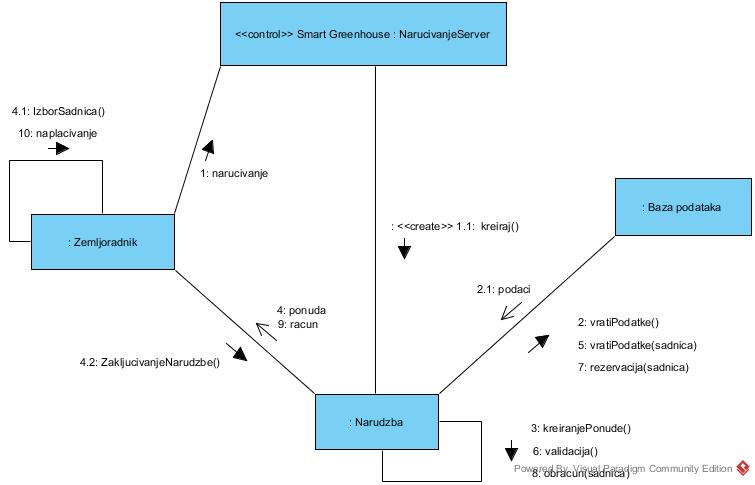 <<control>> Smart Greenhouse : NarucivanjeServer
4.1: IzborSadnica()
10: naplacivanje
1: narucivanje
: Baza podataka
: <<create>> 1.1: kreiraj()
: Zemljoradnik
2.1: podaci
4: ponuda
9: racun
2: vratiPodatke()
5: vratiPodatke(sadnica)
4.2: ZakljucivanjeNarudzbe()
7: rezervacija(sadnica)
: Narudzba
3: kreiranjePonude()
6: validacija()
Powered By Visual Paradigm Community Edition
8: obracun(sadnica)